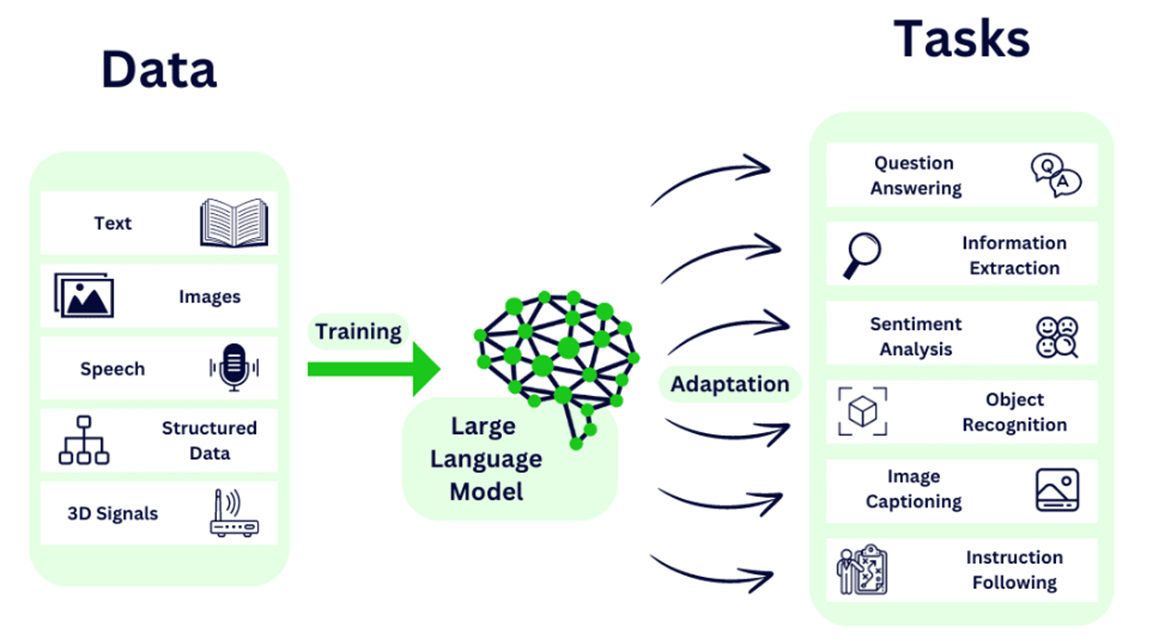 Data
Tasks
Text
Images
Speech
Structured
Data
3D Signals
Training
Large
Language
Model
Adaptation
Question
Answering
Q
A
Information
Extraction
Sentiment
Analysis
Object
Recognition
Image
Captioning
Instruction
Following